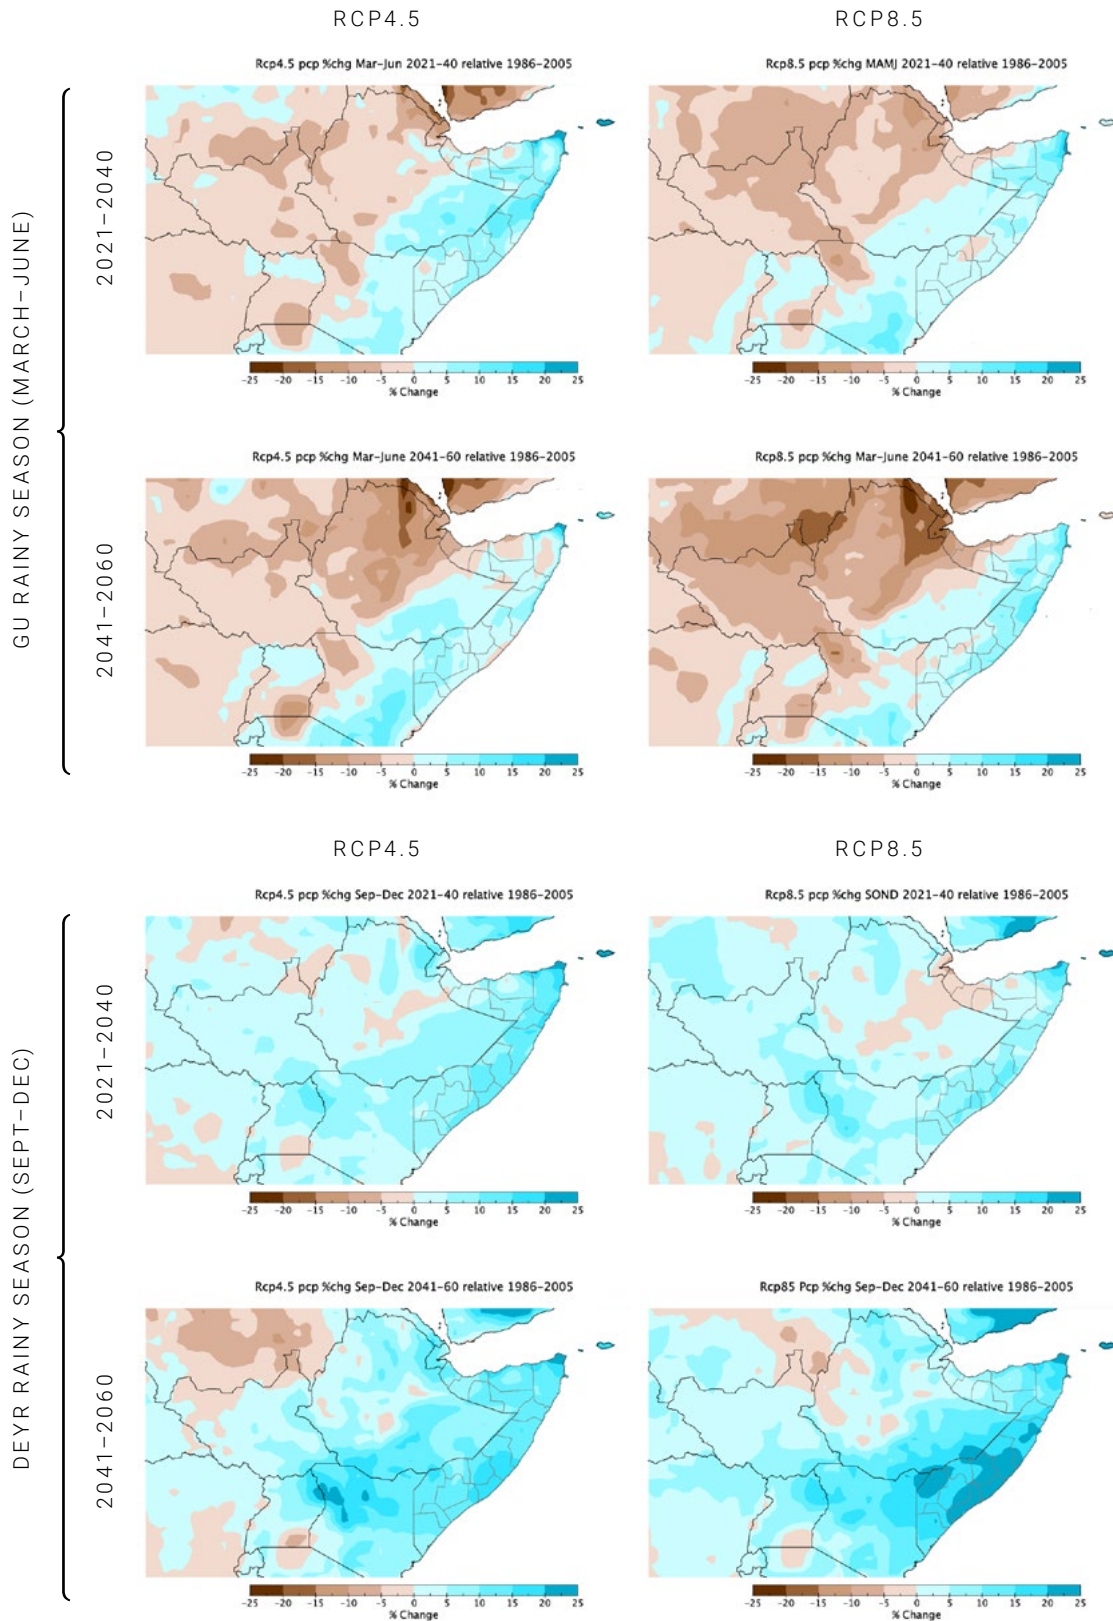 RCP4.5
RCP8.5
GU RAINY SEASON (MARCH–JUNE)
2021–2040
Rcp4.5 pcp %chg Mar-Jun 2021-40 relative 1986-2005
-25 -20 -15 -10 -5 0 5 10 15 20 25
% Change
Rcp8.5 pcp %chg MAMJ 2021-40 relative 1986-2005
-25 -20 -15 -10 -5 0 5 10 15 20 25
% Change
2041–2060
Rcp4.5 pcp %chg Mar-June 2041-60 relative 1986-2005
-25 -20 -15 -10 -5 0 5 10 15 20 25
% Change
Rcp8.5 pcp %chg Mar-June 2041-60 relative 1986-2005
-25 -20 -15 -10 -5 0 5 10 15 20 25
% Change
RCP4.5
RCP8.5
DEYR RAINY SEASON (SEPT–DEC)
2021–2040
Rcp4.5 pcp %chg Sep-Dec 2021-40 relative 1986-2005
-25 -20 -15 -10 -5 0 5 10 15 20 25
% Change
Rcp8.5 pcp %chg SOND 2021-40 relative 1986-2005
-25 -20 -15 -10 -5 0 5 10 15 20 25
% Change
2041–2060
Rcp4.5 pcp %chg Sep-Dec 2041-60 relative 1986-2005
-25 -20 -15 -10 -5 0 5 10 15 20 25
% Change
Rcp85 Pcp %chg Sep-Dec 2041-60 relative 1986-2005
-25 -20 -15 -10 -5 0 5 10 15 20 25
% Change